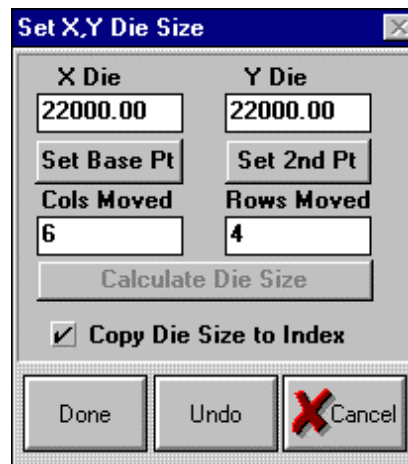 Set X,Y Die Size
X Die Y Die
22000.00 22000.00
Set Base Pt Set 2nd Pt
Cols Moved Rows Moved
6 4
Calculate Die Size
Copy Die Size to Index
Done Undo Cancel